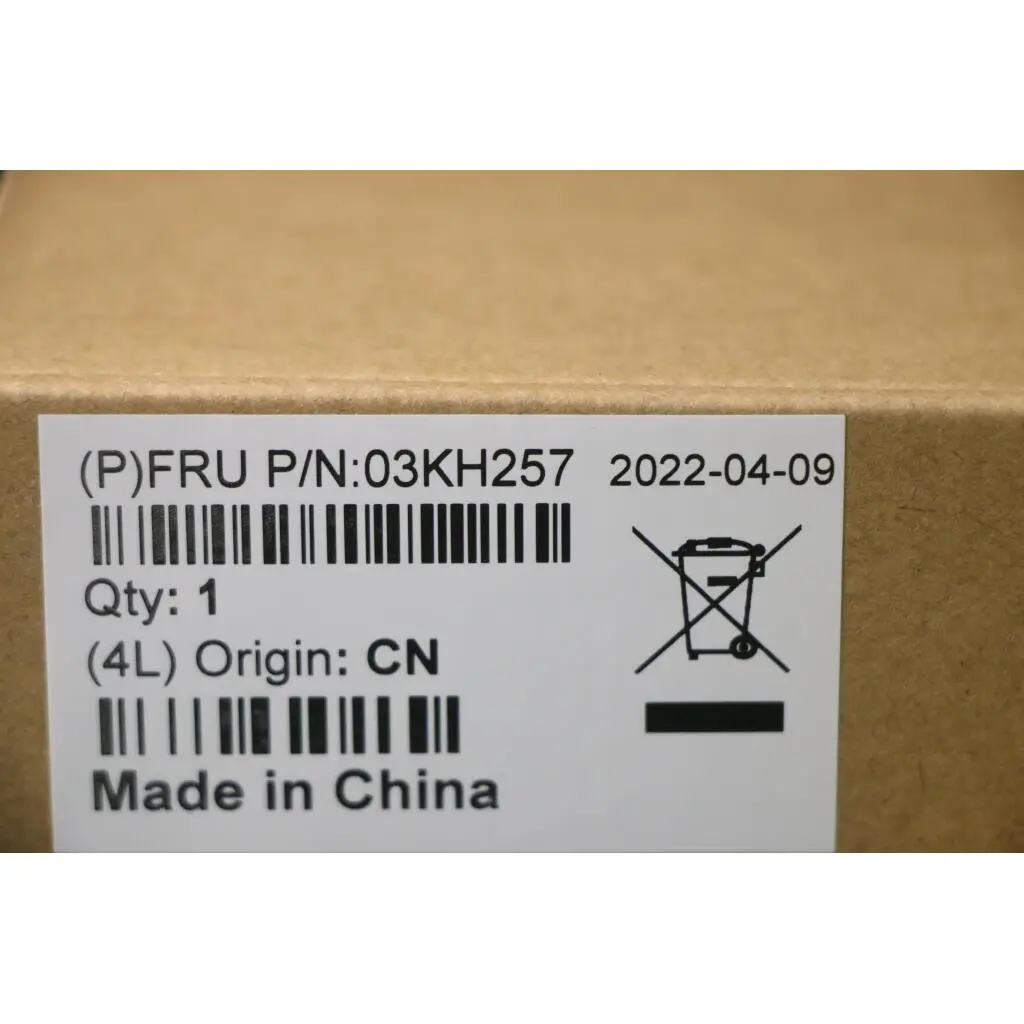 (P)FRU P/N:03KH257 2022-04-09
Qty: 1
(4L) Origin: CN
Made in China